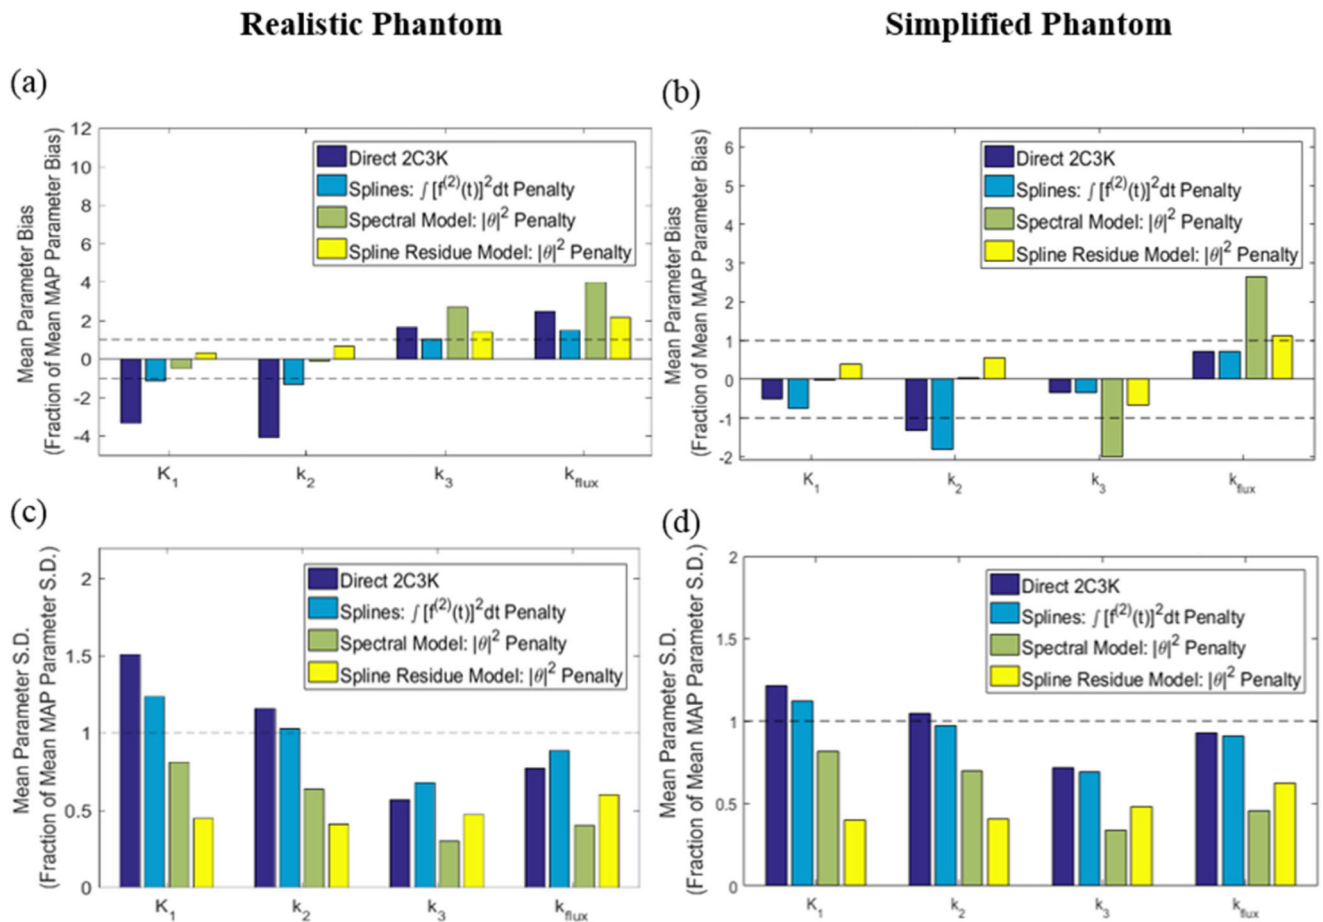 Realistic Phantom
Simplified Phantom
(a)
Mean Parameter Bias
(Fraction of Mean MAP Parameter Bias)
12
10
8
6
4
2
0
-2
-4
Direct 2C3K
Splines: ∫ [f⁽²⁾(t)]²dt Penalty
Spectral Model: |θ|² Penalty
Spline Residue Model: |θ|² Penalty
K₁
k₂
k₃
k_flux
(b)
Mean Parameter Bias
(Fraction of Mean MAP Parameter Bias)
6
5
4
3
2
1
0
-1
-2
Direct 2C3K
Splines: ∫ [f⁽²⁾(t)]²dt Penalty
Spectral Model: |θ|² Penalty
Spline Residue Model: |θ|² Penalty
K₁
k₂
k₃
k_flux
(c)
Mean Parameter S.D.
(Fraction of Mean MAP Parameter S.D.)
2
1.5
1
0.5
0
Direct 2C3K
Splines: ∫ [f⁽²⁾(t)]²dt Penalty
Spectral Model: |θ|² Penalty
Spline Residue Model: |θ|² Penalty
K₁
k₂
k₃
k_flux
(d)
Mean Parameter S.D.
(Fraction of Mean MAP Parameter S.D.)
2
1.5
1
0.5
0
Direct 2C3K
Splines: ∫ [f⁽²⁾(t)]²dt Penalty
Spectral Model: |θ|² Penalty
Spline Residue Model: |θ|² Penalty
K₁
k₂
k₃
k_flux